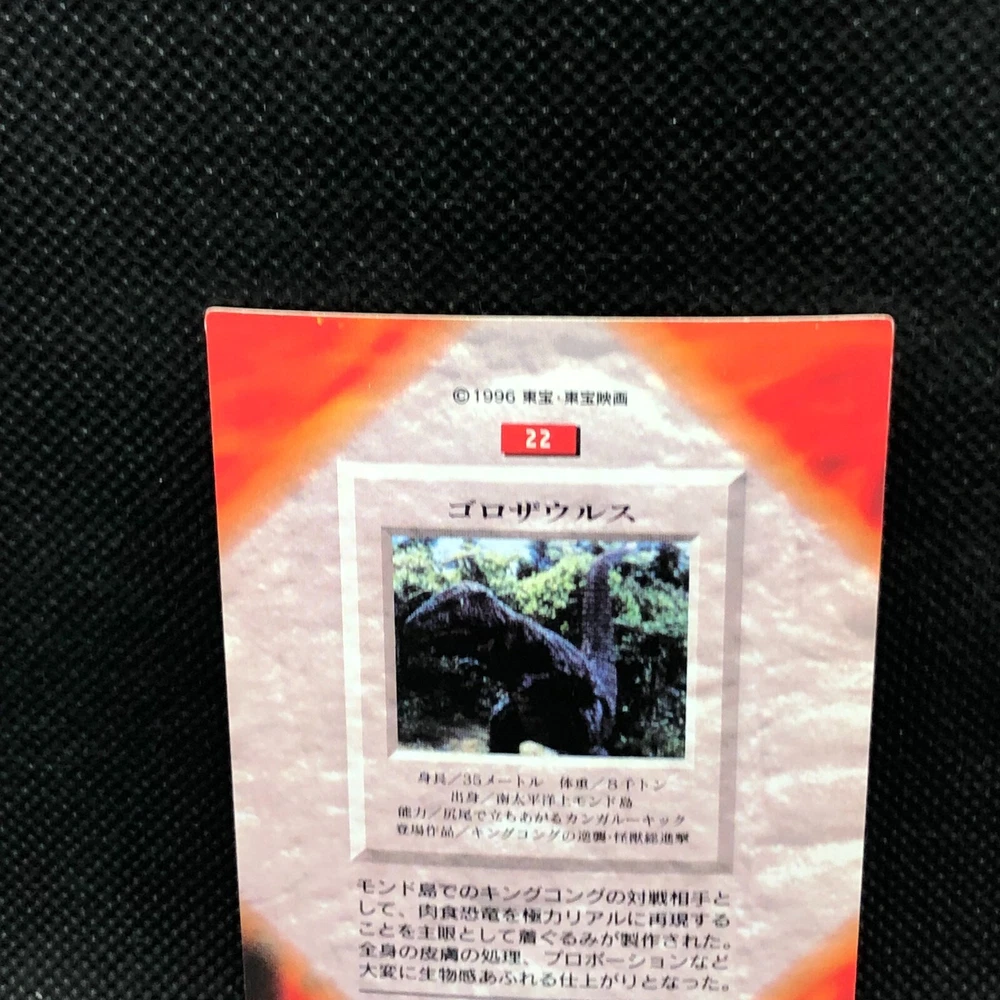 ©1996 東宝・東宝映画
22
ゴロザウルス
身長／35メートル　体重／8千トン
出身／南太平洋上モンド島
能力／尻尾で立ちあがるカンガルーキック
登場作品／キングコングの逆襲・怪獣総進撃
モンド島でのキングコングの対戦相手と
して、肉食恐竜を極力リアルに再現する
ことを主眼として着ぐるみが製作された。
全身の皮膚の処理、プロポーションなど
大変に生物感あふれる仕上がりとなった。